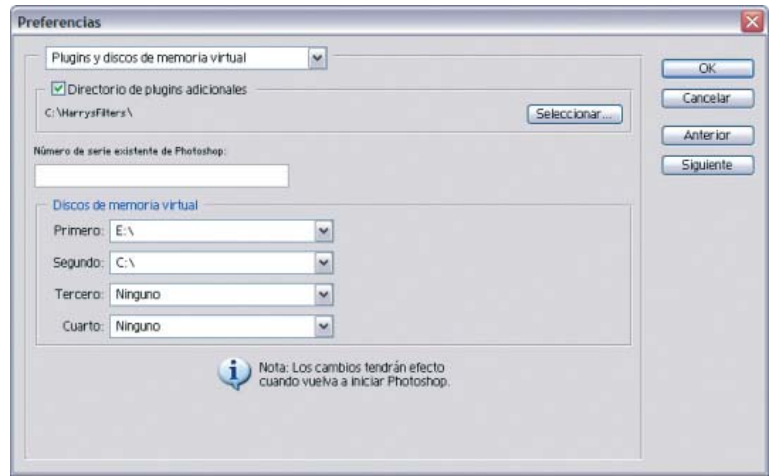 Preferencias
Plugins y discos de memoria virtual
OK
Directorio de plugins adicionales
Cancelar
C:\HarrysFilters\
Seleccionar...
Anterior
Número de serie existente de Photoshop:
Siguiente
Discos de memoria virtual
Primero: E:\
Segundo: C:\
Tercero: Ninguno
Cuarto: Ninguno
Nota: Los cambios tendrán efecto
cuando vuelva a iniciar Photoshop.